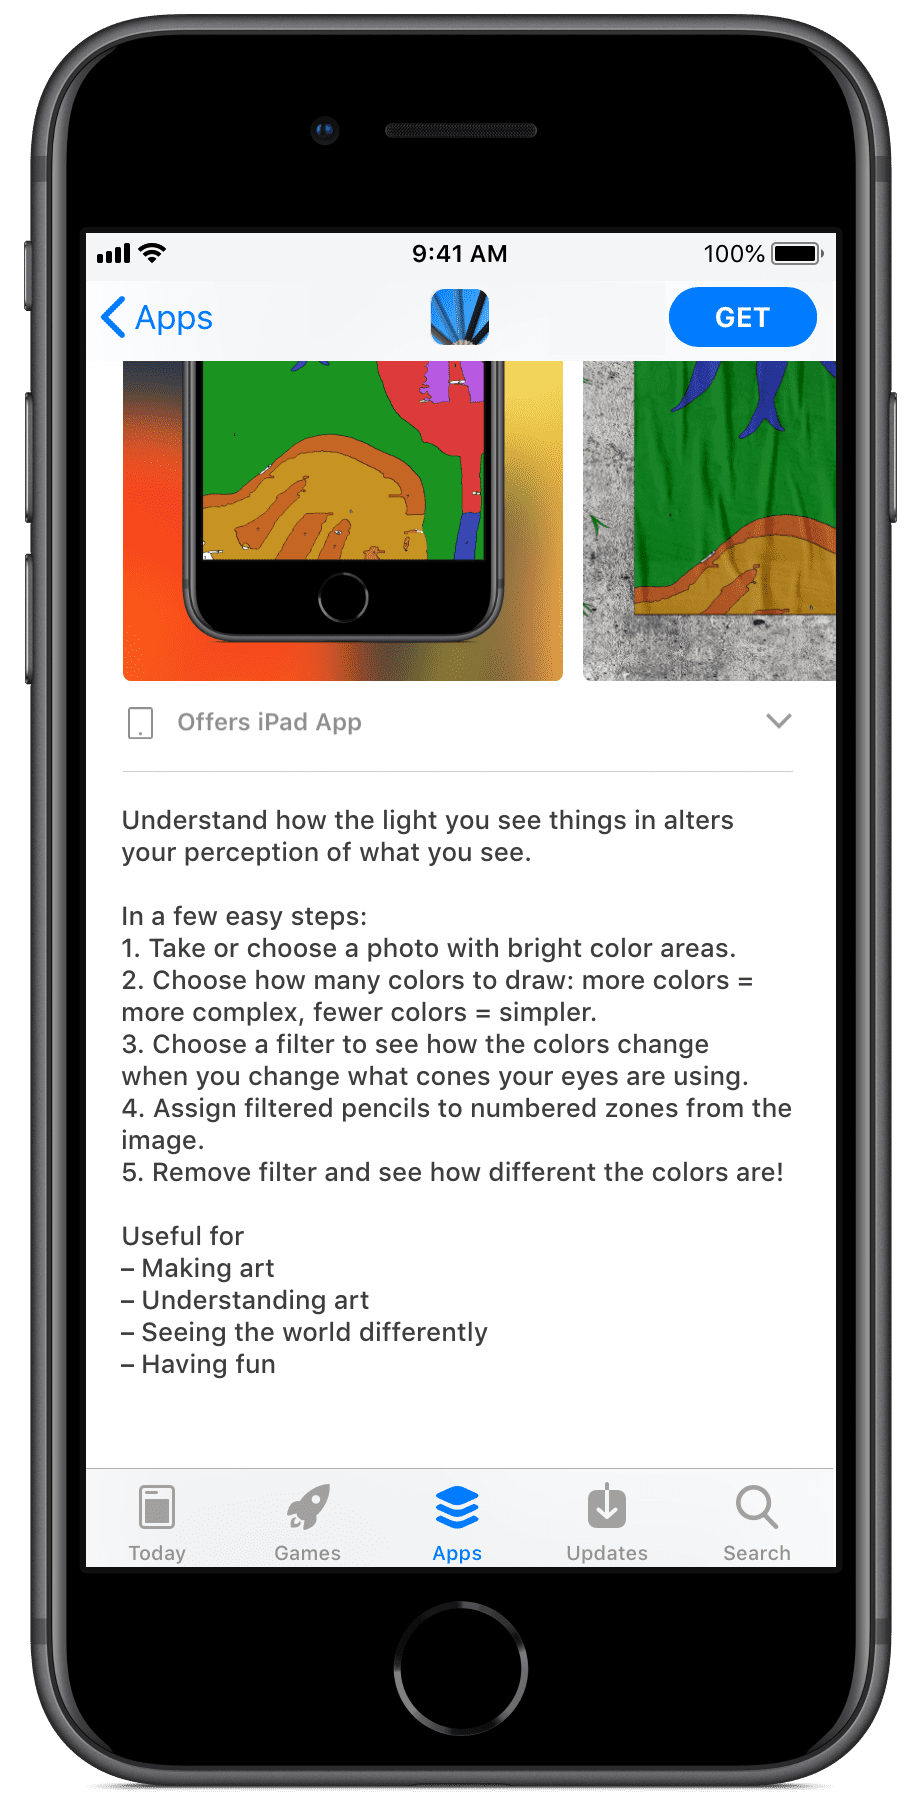 9:41 AM
100%
Apps
GET
Offers iPad App
Understand how the light you see things in alters
your perception of what you see.
In a few easy steps:
1. Take or choose a photo with bright color areas.
2. Choose how many colors to draw: more colors =
more complex, fewer colors = simpler.
3. Choose a filter to see how the colors change
when you change what cones your eyes are using.
4. Assign filtered pencils to numbered zones from the
image.
5. Remove filter and see how different the colors are!
Useful for
– Making art
– Understanding art
– Seeing the world differently
– Having fun
Today
Games
Apps
Updates
Search